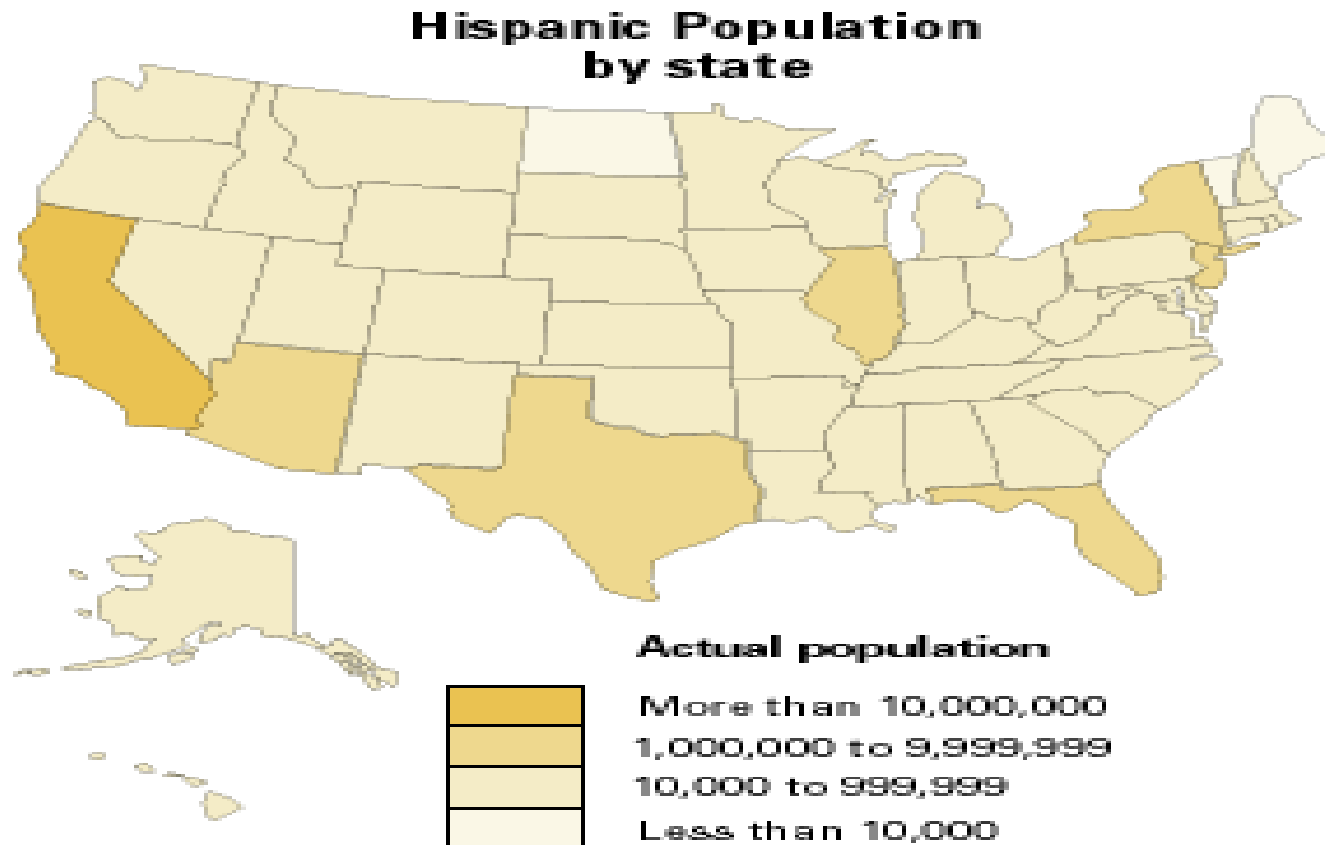 Hispanic Population
by state
Actual population
More than 10,000,000
1,000,000 to 9,999,999
10,000 to 999,999
Less than 10,000